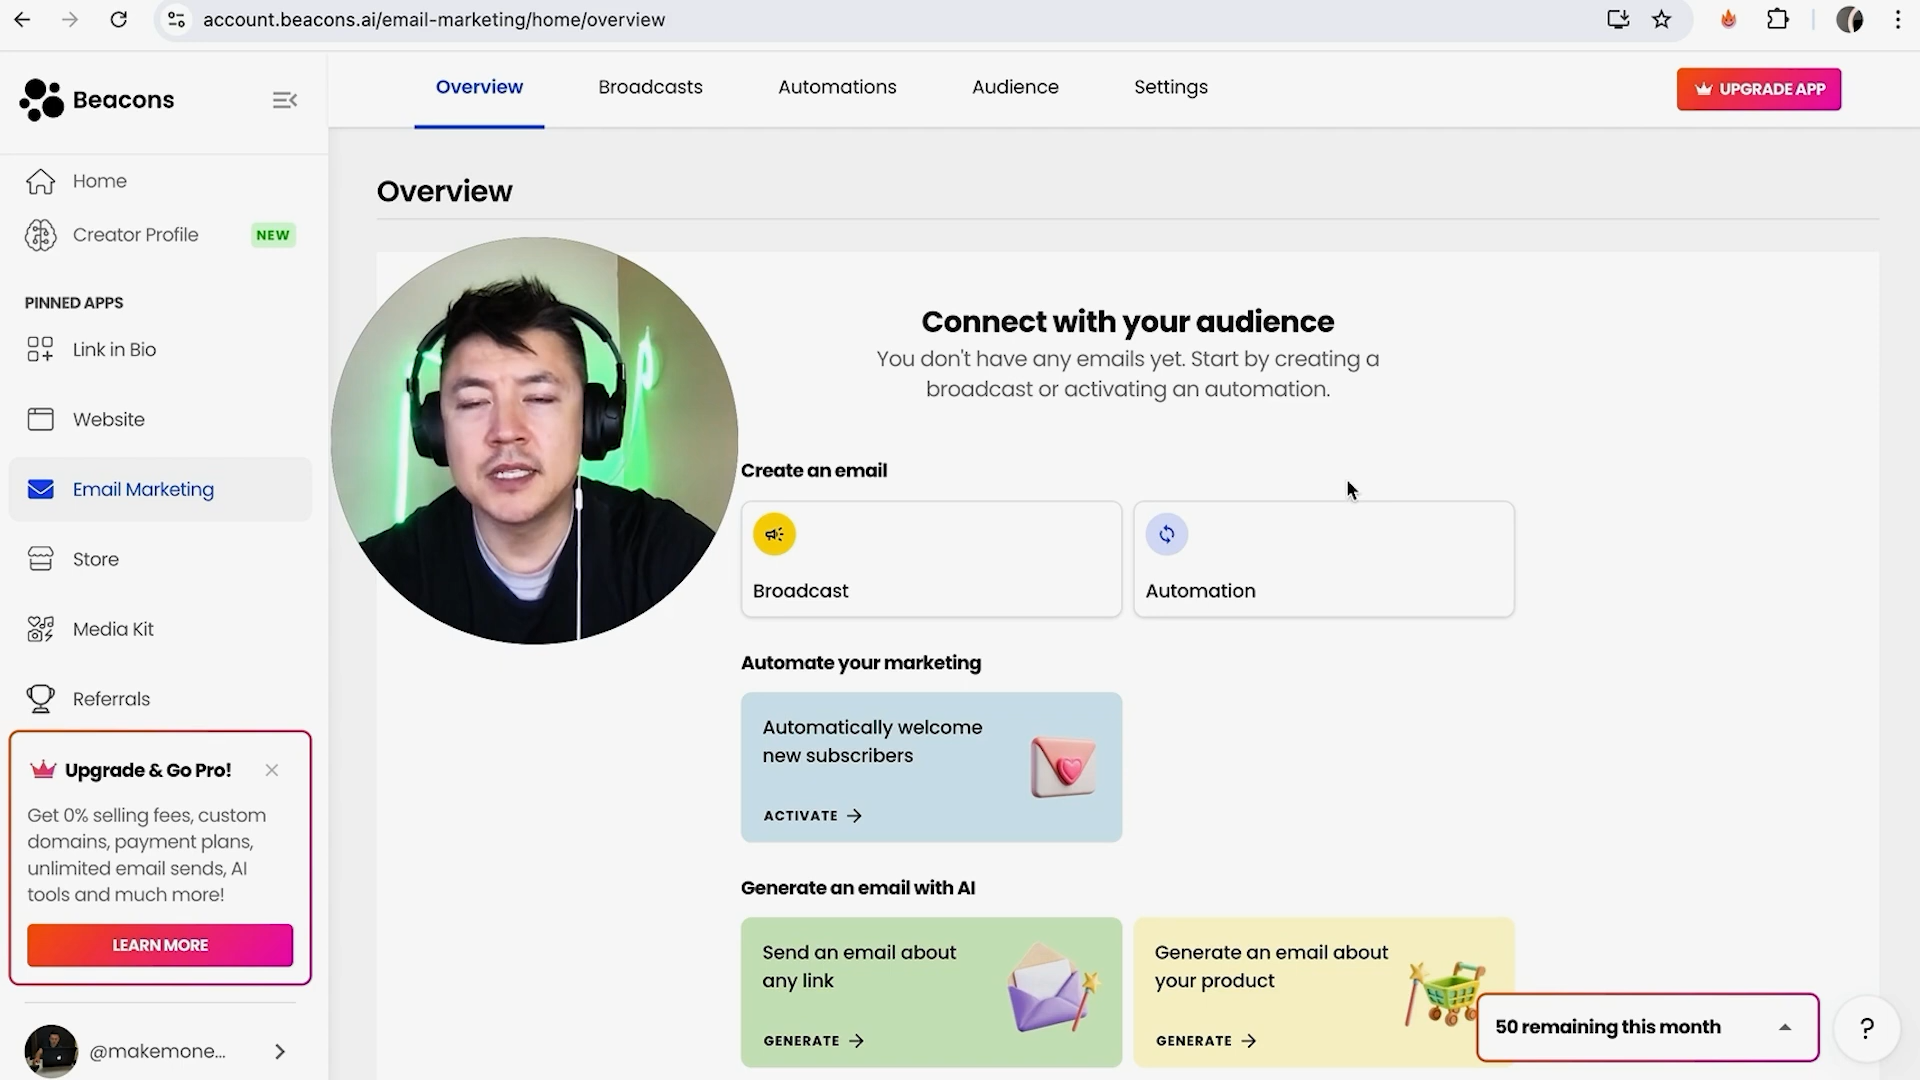 account.beacons.ai/email-marketing/home/overview
Beacons
Overview
Broadcasts
Automations
Audience
Settings
UPGRADE APP
Home
Creator Profile
NEW
PINNED APPS
Link in Bio
Website
Email Marketing
Store
Media Kit
Referrals
Upgrade & Go Pro!
Get 0% selling fees, custom
domains, payment plans,
unlimited email sends, AI
tools and much more!
LEARN MORE
@makemone...
Overview
Connect with your audience
You don't have any emails yet. Start by creating a
broadcast or activating an automation.
Create an email
Broadcast
Automation
Automate your marketing
Automatically welcome
new subscribers
ACTIVATE
Generate an email with AI
Send an email about
any link
GENERATE
Generate an email about
your product
GENERATE
50 remaining this month
?